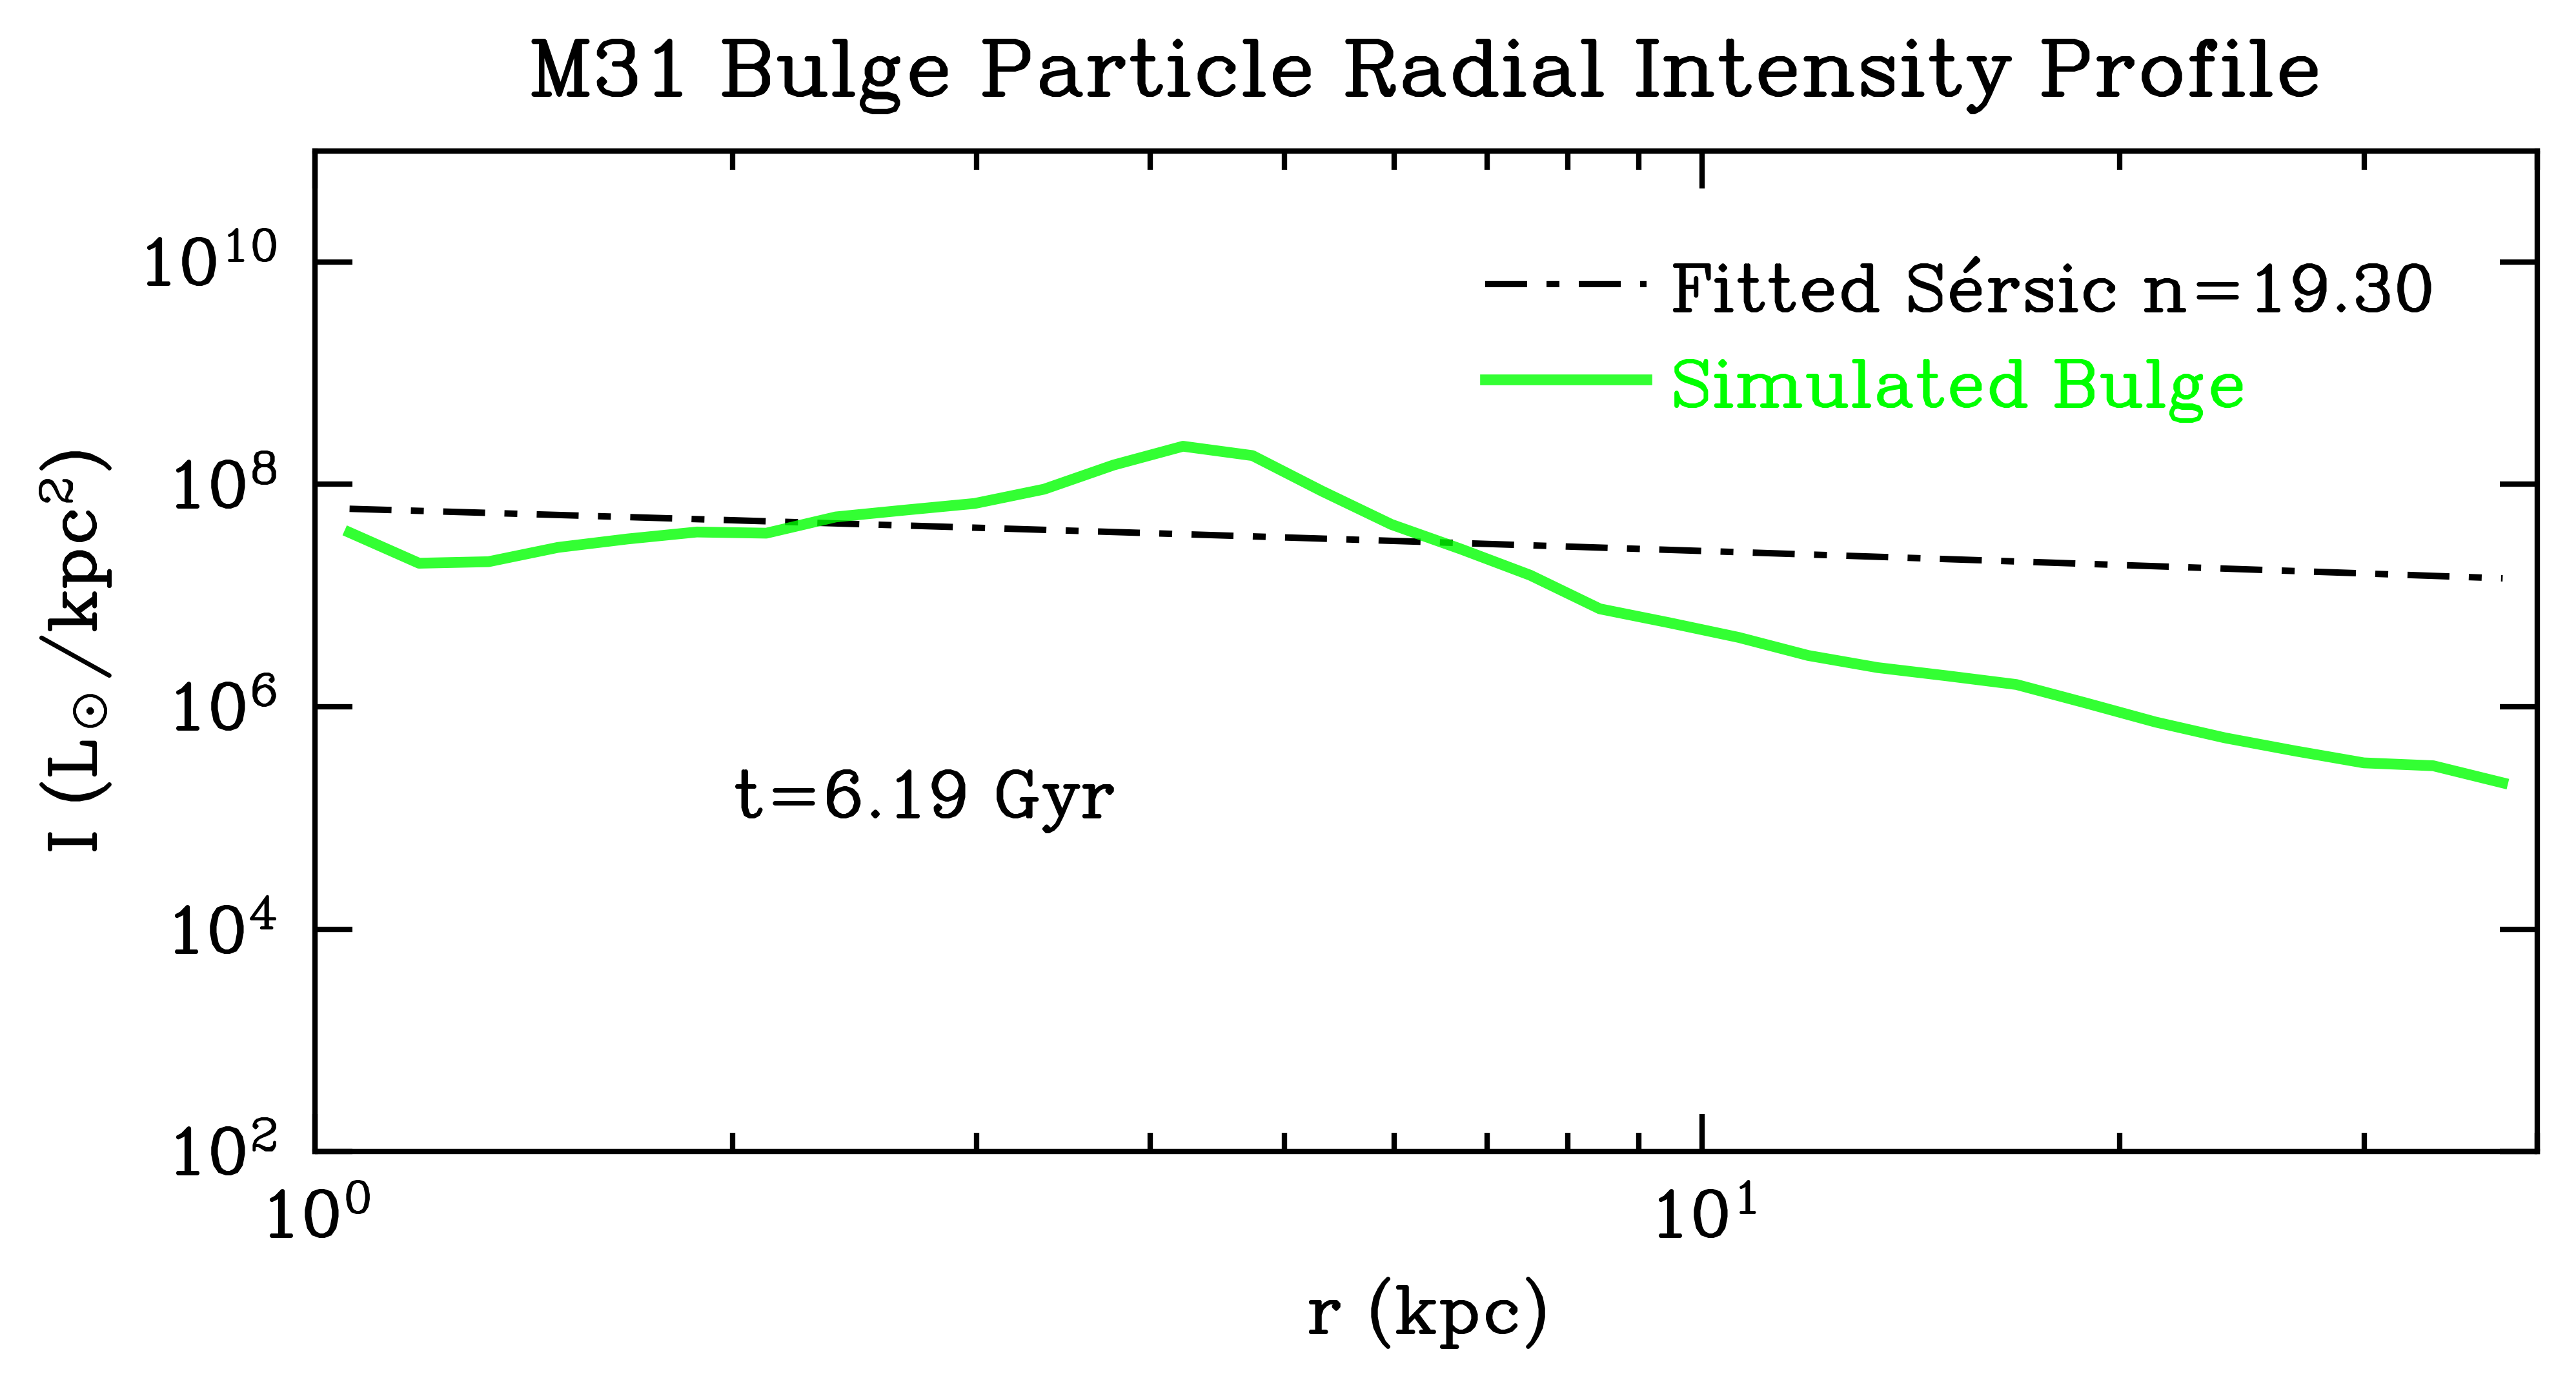 M31 Bulge Particle Radial Intensity Profile
10¹⁰
10⁸
10⁶
10⁴
10²
I (L☉/kpc²)
Fitted Sérsic n=19.30
Simulated Bulge
t=6.19 Gyr
10⁰
10¹
r (kpc)